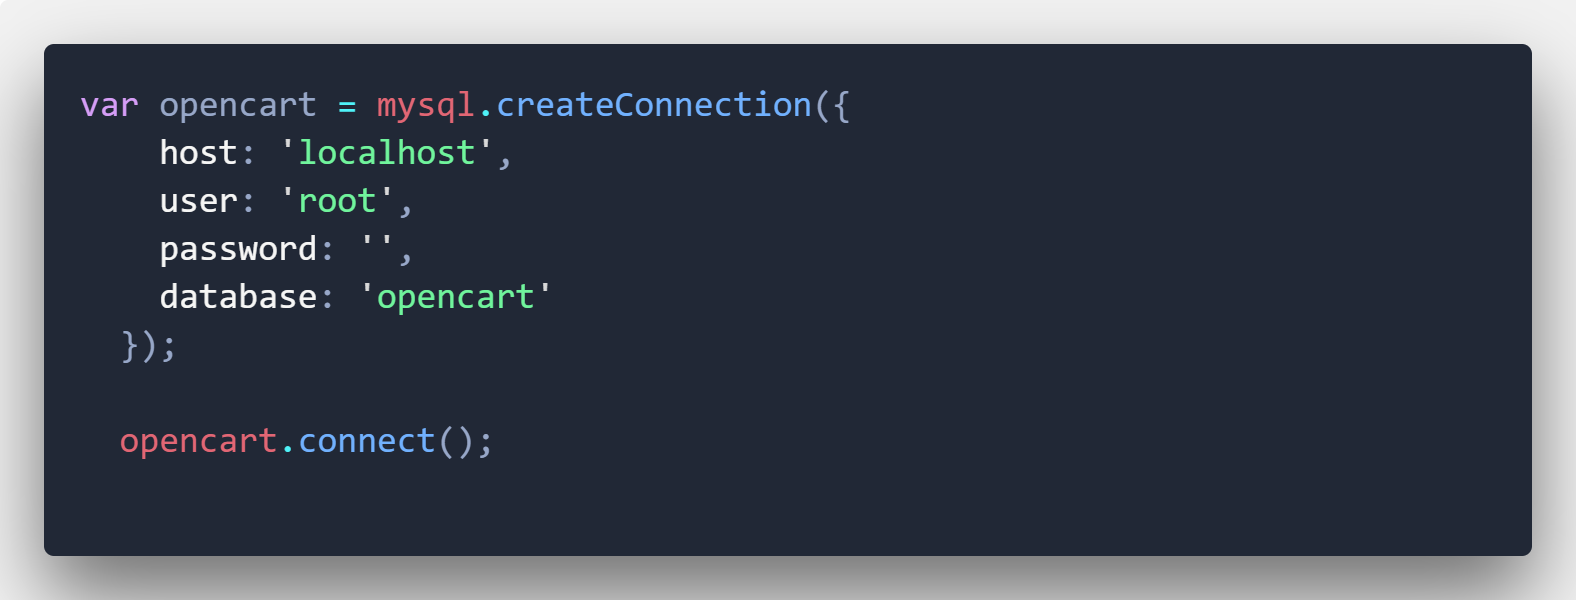 var opencart = mysql.createConnection({
    host: 'localhost',
    user: 'root',
    password: '',
    database: 'opencart'
  });

  opencart.connect();